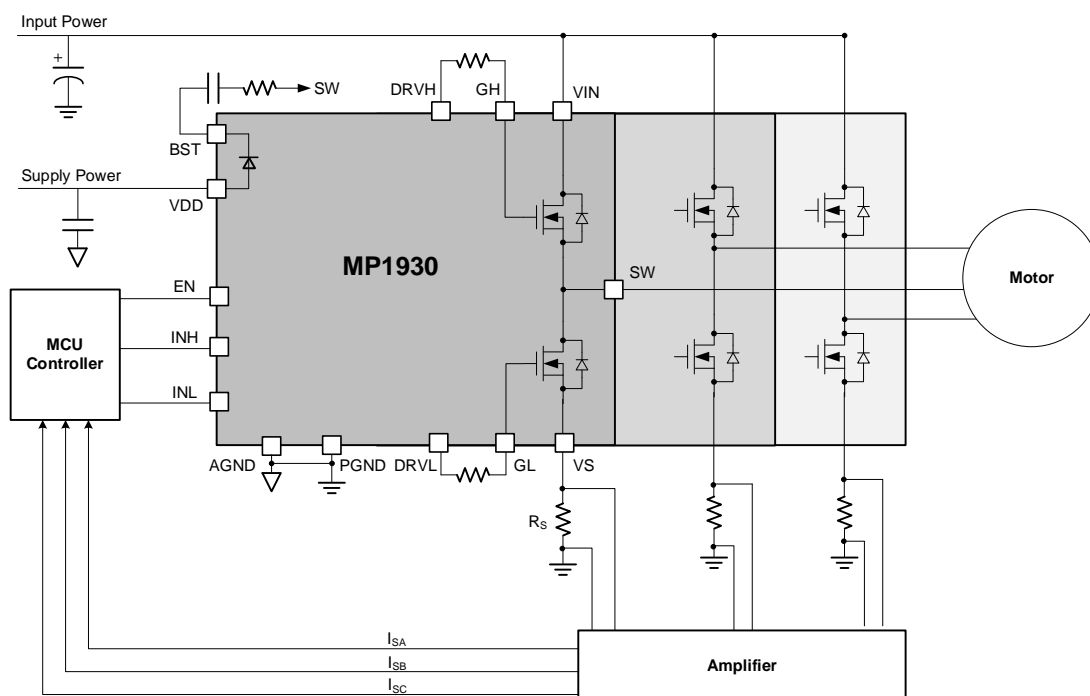 Input Power
+
SW
DRVH
GH
VIN
BST
Supply Power
VDD
MP1930
SW
Motor
EN
MCU
Controller
INH
INL
AGND
PGND
DRVL
GL
VS
RS
ISA
ISB
ISC
Amplifier